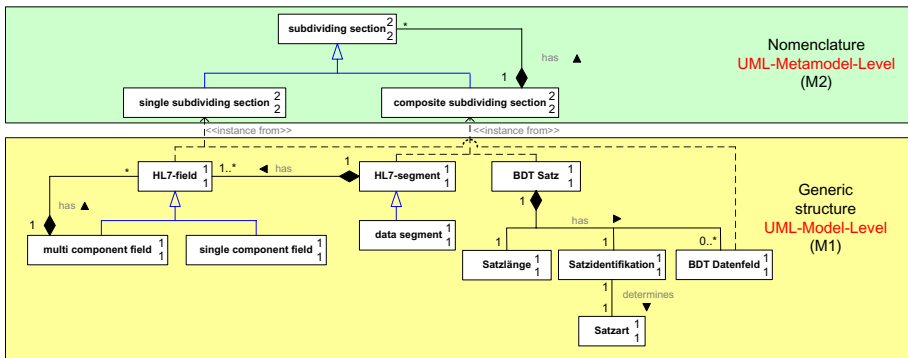 subdividing section 2 2
*
has ▲
1
Nomenclature
UML-Metamodel-Level
(M2)
single subdividing section 2 2
composite subdividing section 2 2
<<instance from>>
<<instance from>>
HL7-field 1 1
*
1..*
◄ has
1
HL7-segment 1 1
BDT Satz 1 1
has ▲
1
1
has ►
Generic
structure
UML-Model-Level
(M1)
multi component field 1 1
single component field 1 1
data segment 1 1
1
1
0..*
Satzlänge 1 1
Satzidentifikation 1 1
BDT Datenfeld 1 1
1
determines ▼
1
Satzart 1 1